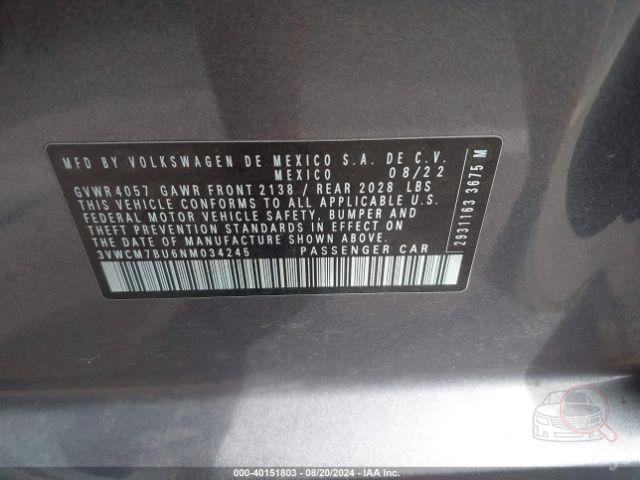 MFD BY VOLKSWAGEN DE MEXICO S.A. DE C.V.
MEXICO 08/22
GVWR 4057 GAWR FRONT 2138 / REAR 2028 LBS
THIS VEHICLE CONFORMS TO ALL APPLICABLE U.S.
FEDERAL MOTOR VEHICLE SAFETY, BUMPER AND
THEFT PREVENTION STANDARDS IN EFFECT ON
THE DATE OF MANUFACTURE SHOWN ABOVE
3VWCM7BU6NM034245 PASSENGER CAR
2931163 3675 M
000-40151803 — 08/20/2024 — IAA Inc.